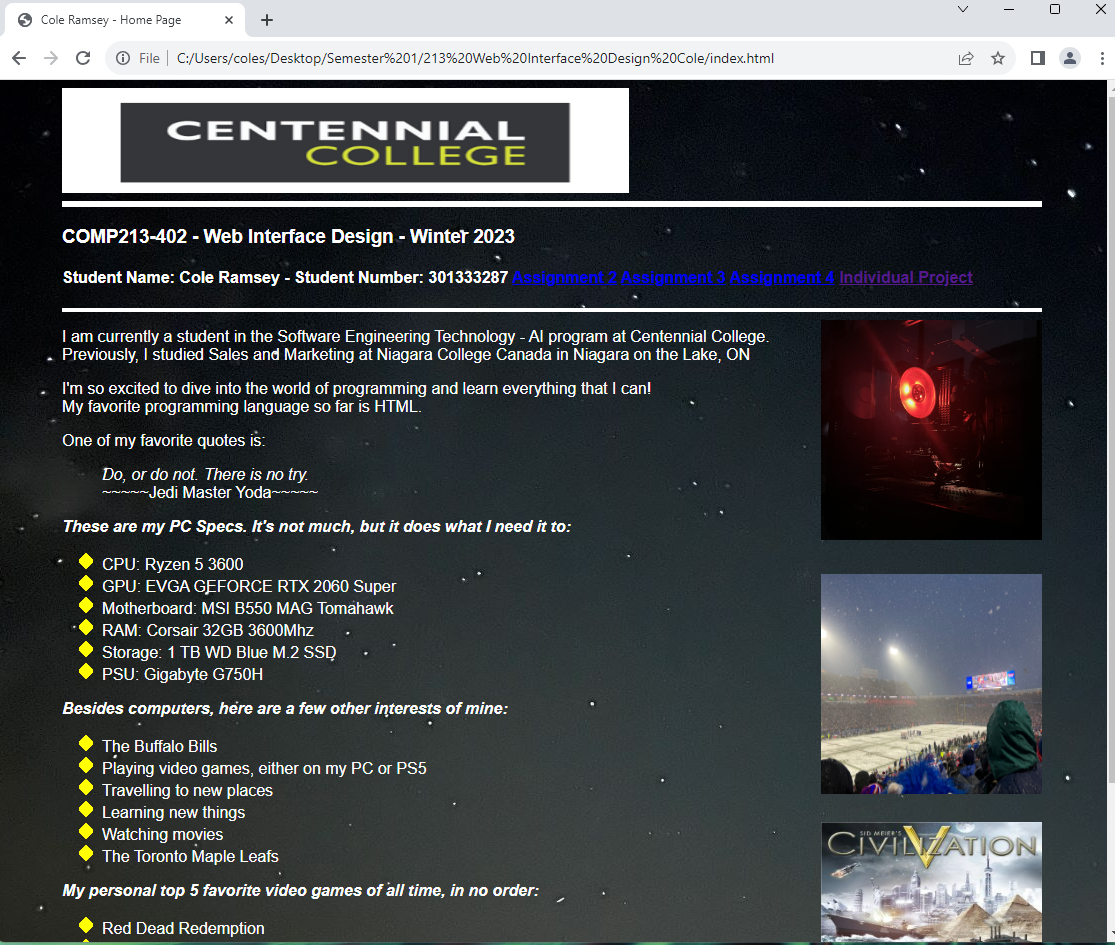 Cole Ramsey - Home Page
File
C:/Users/coles/Desktop/Semester%201/213%20Web%20Interface%20Design%20Cole/index.html
CENTENNIAL
COLLEGE
COMP213-402 - Web Interface Design - Winter 2023
Student Name: Cole Ramsey - Student Number: 301333287 Assignment 2 Assignment 3 Assignment 4 Individual Project
I am currently a student in the Software Engineering Technology - AI program at Centennial College.
Previously, I studied Sales and Marketing at Niagara College Canada in Niagara on the Lake, ON
I'm so excited to dive into the world of programming and learn everything that I can!
My favorite programming language so far is HTML.
One of my favorite quotes is:
Do, or do not. There is no try.
~~~~~Jedi Master Yoda~~~~~
These are my PC Specs. It's not much, but it does what I need it to:
CPU: Ryzen 5 3600
GPU: EVGA GEFORCE RTX 2060 Super
Motherboard: MSI B550 MAG Tomahawk
RAM: Corsair 32GB 3600Mhz
Storage: 1 TB WD Blue M.2 SSD
PSU: Gigabyte G750H
Besides computers, here are a few other interests of mine:
The Buffalo Bills
Playing video games, either on my PC or PS5
Travelling to new places
Learning new things
Watching movies
The Toronto Maple Leafs
SID MEIER'S
CIVILIZATION
V
My personal top 5 favorite video games of all time, in no order:
Red Dead Redemption